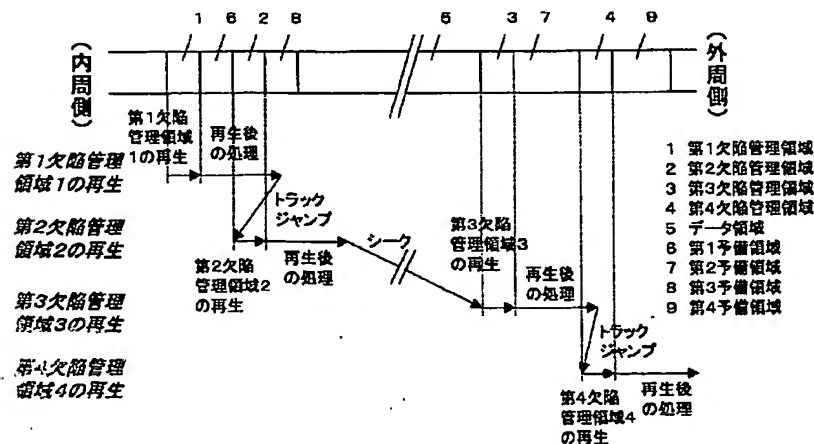 1 6 2 8 5 3 7 4 9
(内周側)
(外周側)
第1欠陥
管理領域
1の再生
再生後
の処理
第1欠陥管理
領域1の再生
トラック
ジャンプ
第2欠陥管理
領域2の再生
第2欠陥
管理領域2
の再生
再生後
の処理
シーク
第3欠陥
管理領域3
の再生
再生後
の処理
第3欠陥管理
領域3の再生
トラック
ジャンプ
第4欠陥管理
領域4の再生
第4欠陥
管理領域4
の再生
再生後
の処理
1 第1欠陥管理領域
2 第2欠陥管理領域
3 第3欠陥管理領域
4 第4欠陥管理領域
5 データ領域
6 第1予備領域
7 第2予備領域
8 第3予備領域
9 第4予備領域